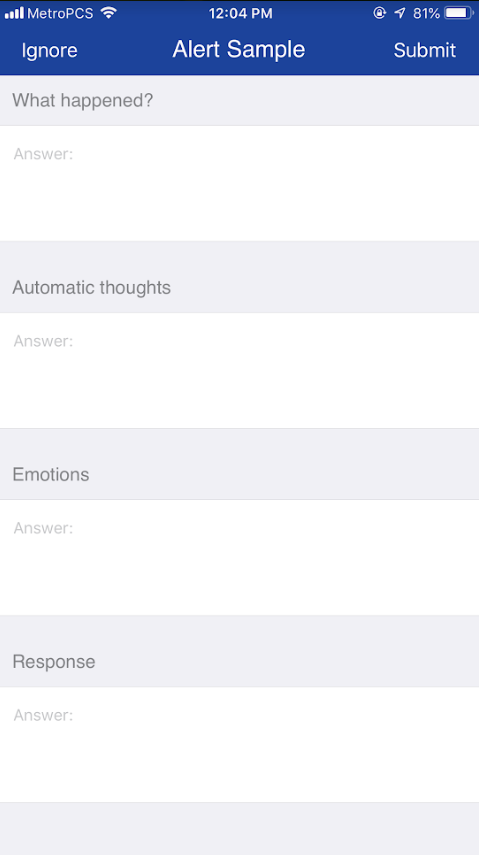 MetroPCS 12:04 PM 81%
Ignore Alert Sample Submit
What happened?
Answer:
Automatic thoughts
Answer:
Emotions
Answer:
Response
Answer: